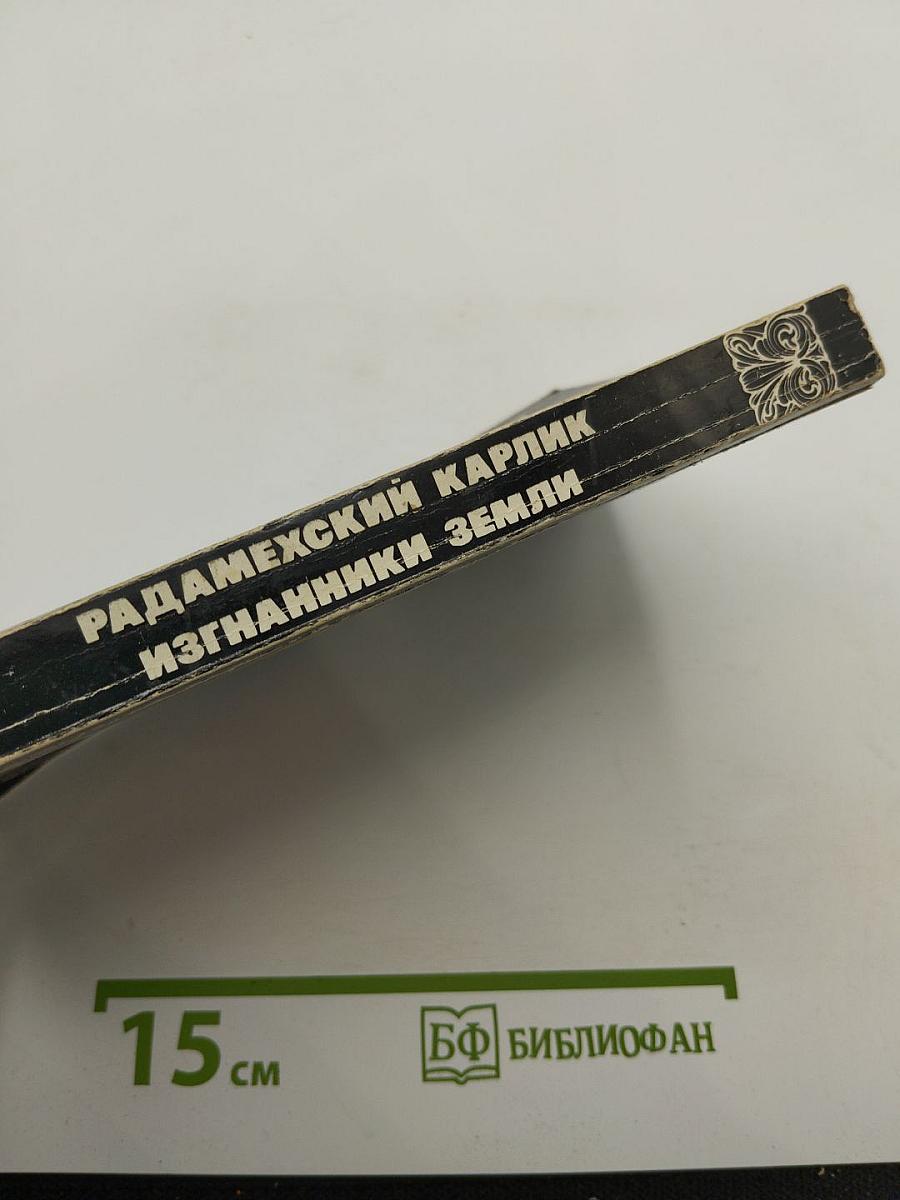 РАДАМЕХСКИЙ КАРЛИК
ИЗГНАННИКИ ЗЕМЛИ
15 см
БФ БИБЛИОФАН